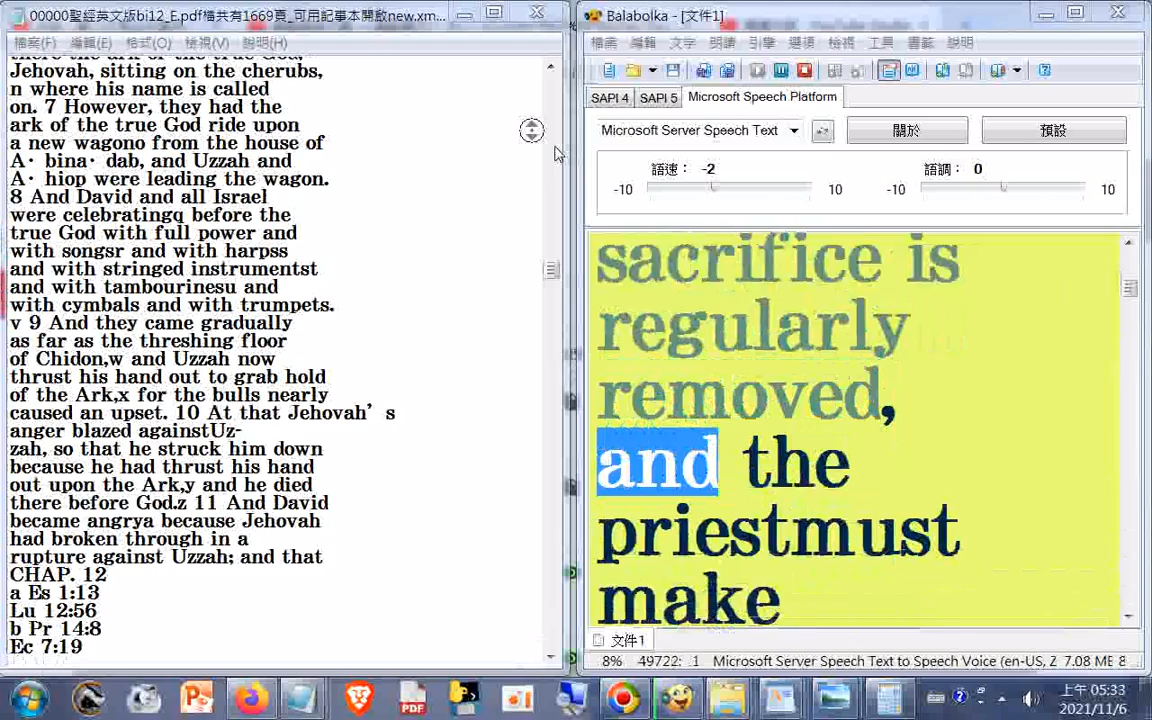 00000聖經英文版bi12_E.pdf檔共有1669頁_可用記事本開啟new.xm...
檔案(F) 編輯(E) 格式(O) 檢視(V) 說明(H)
there the ark of the true God,
Jehovah, sitting on the cherubs,
n where his name is called
on. 7 However, they had the
ark of the true God ride upon
a new wagono from the house of
A· bina· dab, and Uzzah and
A· hiop were leading the wagon.
8 And David and all Israel
were celebratingq before the
true God with full power and
with songsr and with harpss
and with stringed instrumentst
and with tambourinesu and
with cymbals and with trumpets.
v 9 And they came gradually
as far as the threshing floor
of Chidon,w and Uzzah now
thrust his hand out to grab hold
of the Ark,x for the bulls nearly
caused an upset. 10 At that Jehovah’s
anger blazed againstUz-
zah, so that he struck him down
because he had thrust his hand
out upon the Ark,y and he died
there before God.z 11 And David
became angrya because Jehovah
had broken through in a
rupture against Uzzah; and that
CHAP. 12
a Es 1:13
Lu 12:56
b Pr 14:8
Ec 7:19
Balabolka - [文件1]
檔案 編輯 文字 朗讀 引擎 選項 檢視 工具 書籤 說明
SAPI 4 SAPI 5 Microsoft Speech Platform
Microsoft Server Speech Text 關於 預設
語速： -2 語調： 0
-10 10 -10 10
sacrifice is
regularly
removed,
and the
priestmust
make
文件1
8% 49722: .1 Microsoft Server Speech Text to Speech Voice (en-US, Z 7.08 MB 8
上午 05:33
2021/11/6